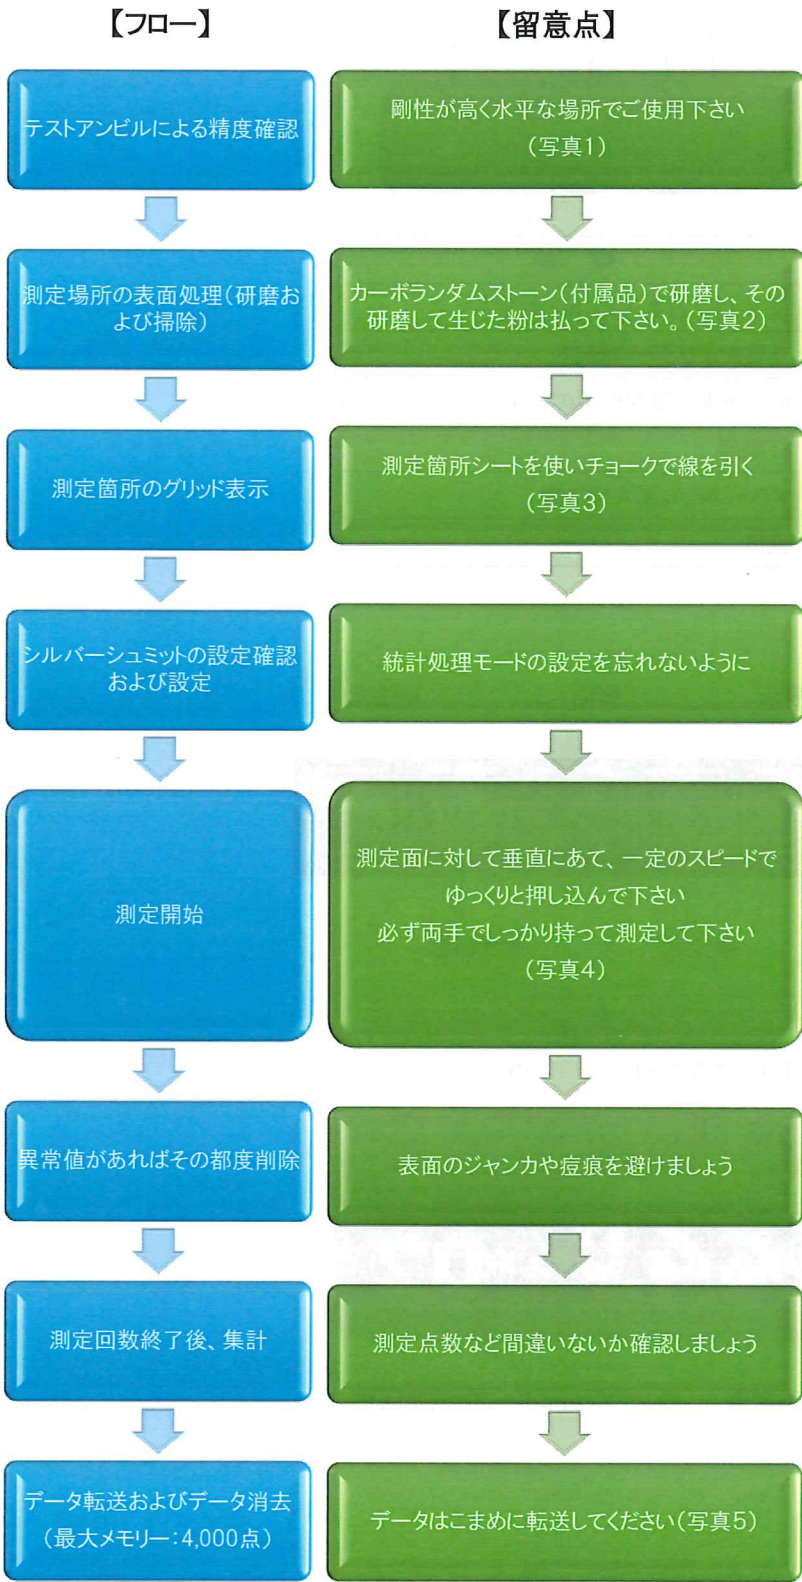 【フロー】
【留意点】
テストアンビルによる精度確認
剛性が高く水平な場所でご使用下さい
（写真1）
測定場所の表面処理（研磨お
よび掃除）
カーボランダムストーン（付属品）で研磨し、その
研磨して生じた粉は払って下さい。（写真2）
測定箇所のグリッド表示
測定箇所シートを使いチョークで線を引く
（写真3）
シルバーシュミットの設定確認
および設定
統計処理モードの設定を忘れないように
測定開始
測定面に対して垂直にあて、一定のスピードで
ゆっくりと押し込んで下さい
必ず両手でしっかり持って測定して下さい
（写真4）
異常値があればその都度削除
表面のジャンカや痘痕を避けましょう
測定回数終了後、集計
測定点数など間違いないか確認しましょう
データ転送およびデータ消去
（最大メモリー：4,000点）
データはこまめに転送してください（写真5）